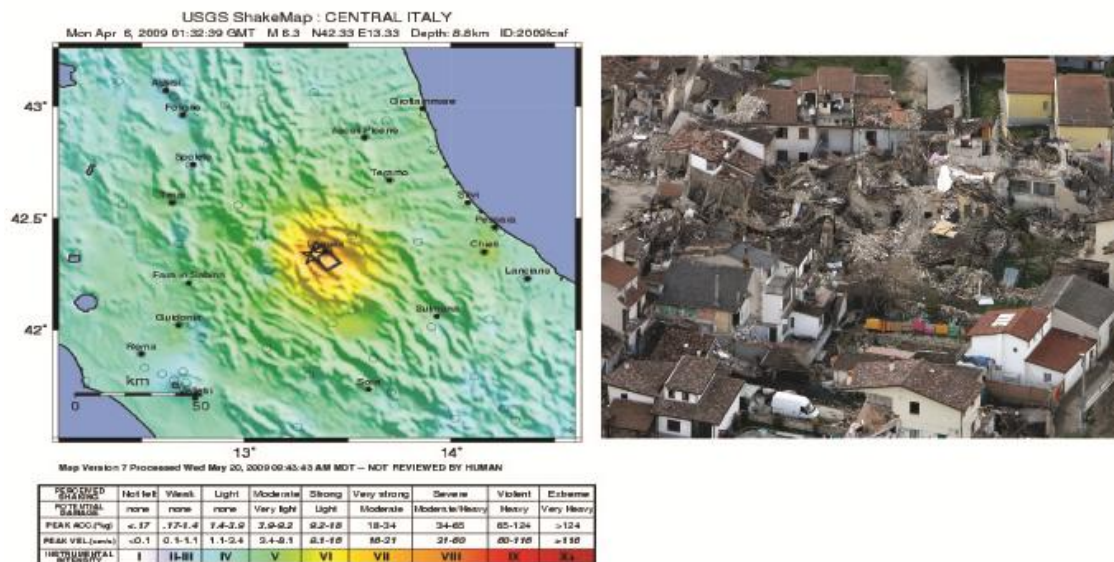 USGS ShakeMap : CENTRAL ITALY
Mon Apr 6, 2009 01:32:39 GMT M 6.3 N42.33 E13.33 Depth: 8.8km ID:2009fcaf
Assisi
43°
Foligno
Grottammare
Ascoli Piceno
Spoleto
Teramo
Terni
Silvi
42.5°
Pescara
Chieti
Lanciano
Fara in Sabina
Sulmona
Guidonia
42°
Roma
km
Sora
0 50
13° 14°
Map Version 7 Processed Wed May 20, 2009 09:43:43 AM MDT -- NOT REVIEWED BY HUMAN
PERCEIVED SHAKING Not felt Weak Light Moderate Strong Very strong Severe Violent Extreme
POTENTIAL DAMAGE none none none Very light Light Moderate Moderate/Heavy Heavy Very Heavy
PEAK ACC.(%g) <.17 .17-1.4 1.4-3.9 3.9-9.2 9.2-18 18-34 34-65 65-124 >124
PEAK VEL.(cm/s) <0.1 0.1-1.1 1.1-3.4 3.4-8.1 8.1-16 16-31 31-60 60-116 >116
INSTRUMENTAL INTENSITY I II-III IV V VI VII VIII IX X+